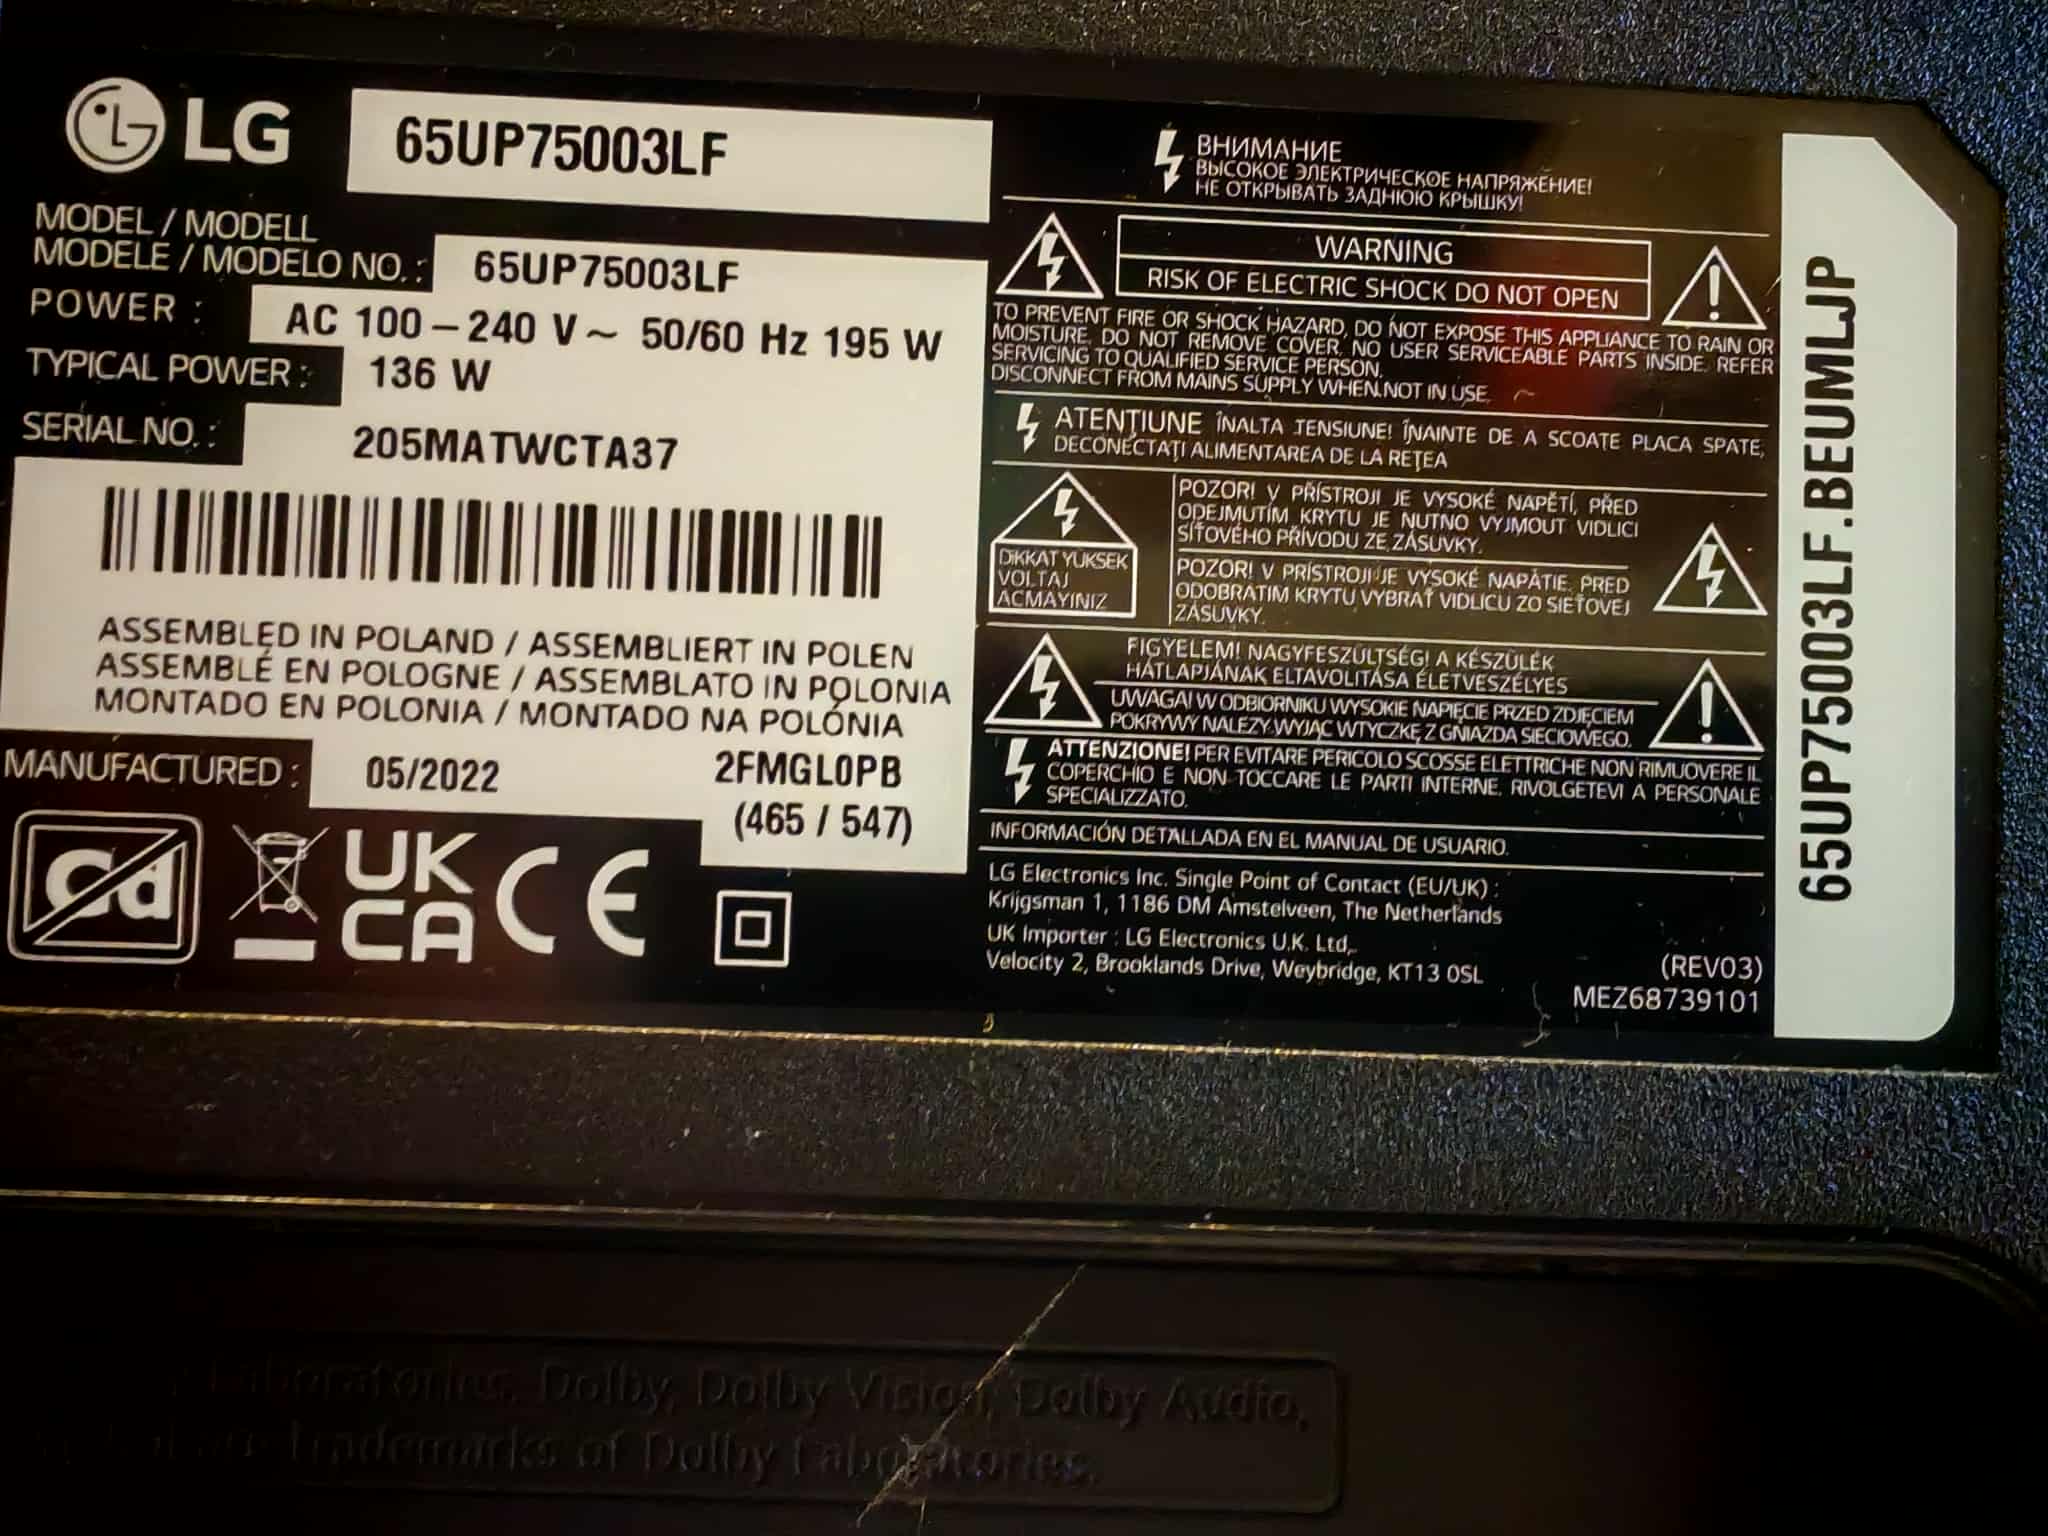 LG
65UP75003LF
MODEL / MODELL
MODELE / MODELO NO. :
65UP75003LF
POWER :
AC 100 – 240 V ~ 50/60 Hz 195 W
TYPICAL POWER :
136 W
SERIAL NO. :
205MATWCTA37
ASSEMBLED IN POLAND / ASSEMBLIERT IN POLEN
ASSEMBLÉ EN POLOGNE / ASSEMBLATO IN POLONIA
MONTADO EN POLONIA / MONTADO NA POLÓNIA
MANUFACTURED :
05/2022
2FMGL0PB
(465 / 547)
Cd
UK
CA
CE
ВНИМАНИЕ
ВЫСОКОЕ ЭЛЕКТРИЧЕСКОЕ НАПРЯЖЕНИЕ!
НЕ ОТКРЫВАТЬ ЗАДНЮЮ КРЫШКУ!
WARNING
RISK OF ELECTRIC SHOCK DO NOT OPEN
TO PREVENT FIRE OR SHOCK HAZARD, DO NOT EXPOSE THIS APPLIANCE TO RAIN OR
MOISTURE. DO NOT REMOVE COVER. NO USER SERVICEABLE PARTS INSIDE. REFER
SERVICING TO QUALIFIED SERVICE PERSON.
DISCONNECT FROM MAINS SUPPLY WHEN NOT IN USE.
ATENȚIUNE ÎNALTA TENSIUNE! ÎNAINTE DE A SCOATE PLACA SPATE,
DECONECTAȚI ALIMENTAREA DE LA REȚEA
DİKKAT YÜKSEK
VOLTAJ
AÇMAYINIZ
POZOR! V PŘÍSTROJI JE VYSOKÉ NAPĚTÍ, PŘED
ODEJMUTÍM KRYTU JE NUTNO VYJMOUT VIDLICI
SÍŤOVÉHO PŘÍVODU ZE ZÁSUVKY.
POZOR! V PRÍSTROJI JE VYSOKÉ NAPÄTIE, PRED
ODOBRATÍM KRYTU VYBRAŤ VIDLICU ZO SIEŤOVEJ
ZÁSUVKY.
FIGYELEM! NAGYFESZÜLTSÉG! A KÉSZÜLÉK
HÁTLAPJÁNAK ELTAVOLITÁSA ÉLETVESZÉLYES
UWAGA! W ODBIORNIKU WYSOKIE NAPIĘCIE PRZED ZDJĘCIEM
POKRYWY NALEŻY WYJĄĆ WTYCZKĘ Z GNIAZDA SIECIOWEGO.
ATTENZIONE! PER EVITARE PERICOLO SCOSSE ELETTRICHE NON RIMUOVERE IL
COPERCHIO E NON TOCCARE LE PARTI INTERNE. RIVOLGETEVI A PERSONALE
SPECIALIZZATO.
INFORMACIÓN DETALLADA EN EL MANUAL DE USUARIO.
LG Electronics Inc. Single Point of Contact (EU/UK) :
Krijgsman 1, 1186 DM Amstelveen, The Netherlands
UK Importer : LG Electronics U.K. Ltd,
Velocity 2, Brooklands Drive, Weybridge, KT13 0SL
(REV03)
MEZ68739101
65UP75003LF.BEUMLJP
Laboratories. Dolby, Dolby Vision, Dolby Audio,
trademarks of Dolby Laboratories.